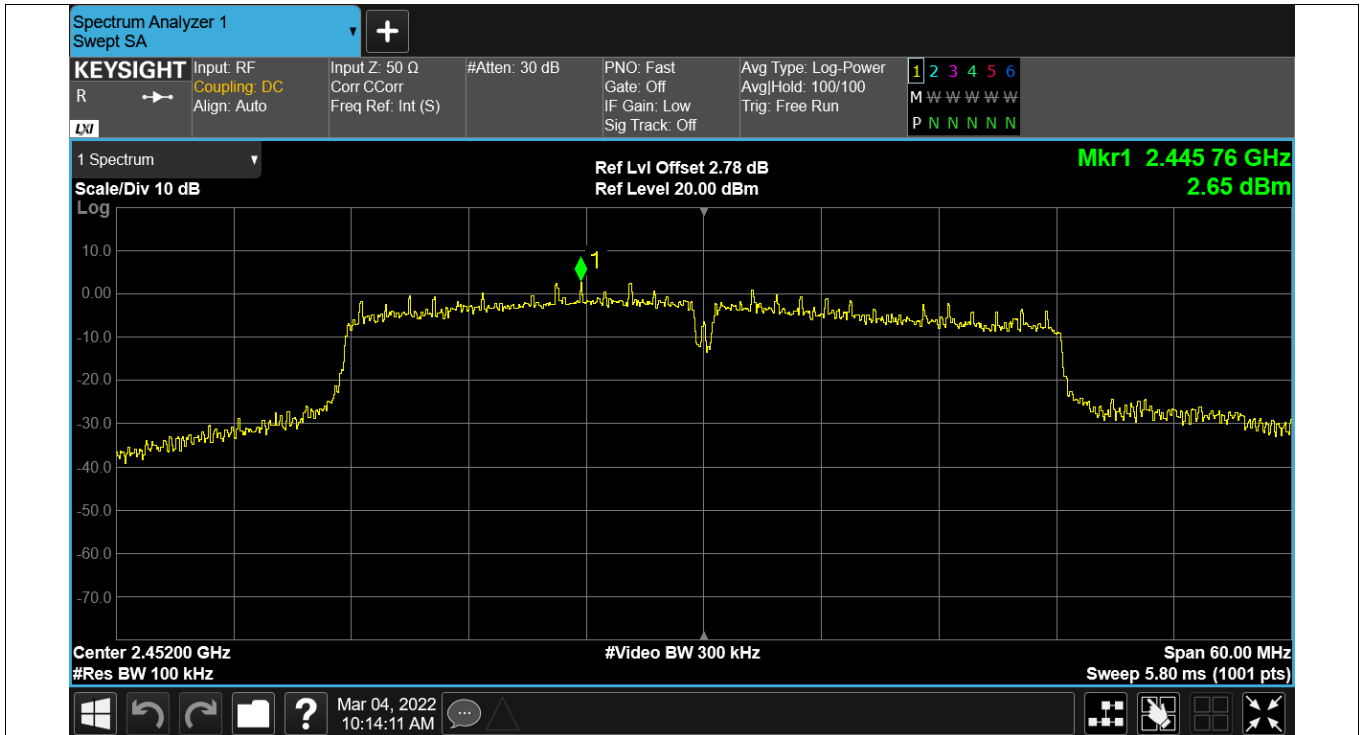 Spectrum Analyzer 1
Swept SA
+
KEYSIGHT
R
LXI
Input: RF
Coupling: DC
Align: Auto
Input Z: 50 Ω
Corr CCorr
Freq Ref: Int (S)
#Atten: 30 dB
PNO: Fast
Gate: Off
IF Gain: Low
Sig Track: Off
Avg Type: Log-Power
Avg|Hold: 100/100
Trig: Free Run
1 2 3 4 5 6
M W W W W W
P N N N N N
1 Spectrum
Scale/Div 10 dB
Log
Ref Lvl Offset 2.78 dB
Ref Level 20.00 dBm
Mkr1 2.445 76 GHz
2.65 dBm
1
10.0
0.00
-10.0
-20.0
-30.0
-40.0
-50.0
-60.0
-70.0
Center 2.45200 GHz
#Res BW 100 kHz
#Video BW 300 kHz
Span 60.00 MHz
Sweep 5.80 ms (1001 pts)
?
Mar 04, 2022
10:14:11 AM